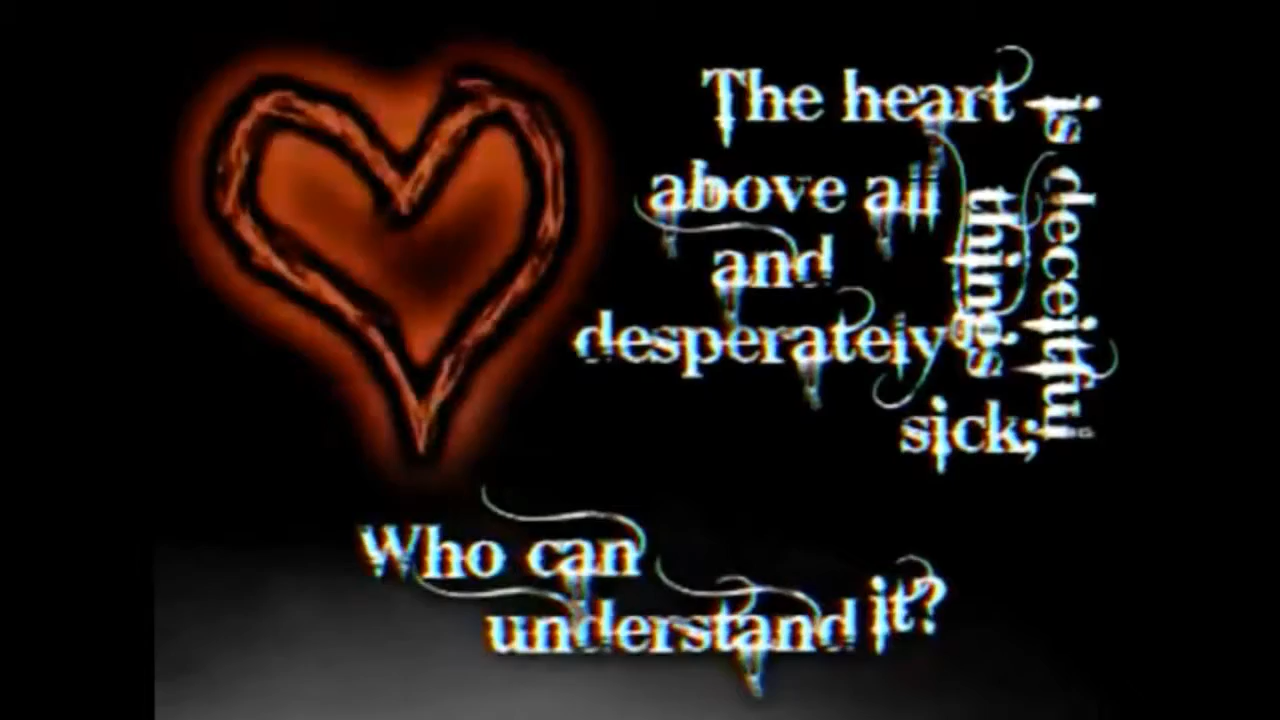 The heart
is deceitful
above all
things
and
desperately
sick;
Who can
understand it?